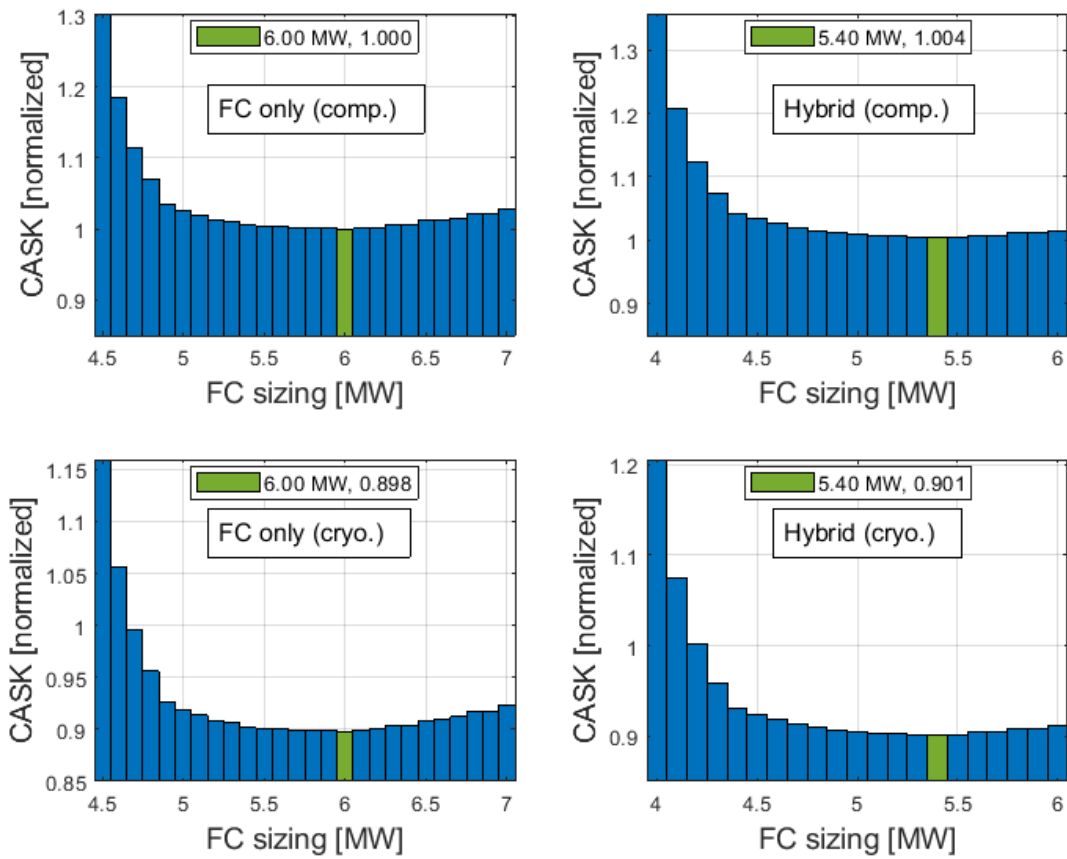 6.00 MW, 1.000
FC only (comp.)
CASK [normalized]
1.3
1.2
1.1
1
0.9
4.5 5 5.5 6 6.5 7
FC sizing [MW]
5.40 MW, 1.004
Hybrid (comp.)
CASK [normalized]
1.3
1.2
1.1
1.0
0.9
4 4.5 5 5.5 6
FC sizing [MW]
6.00 MW, 0.898
FC only (cryo.)
CASK [normalized]
1.15
1.1
1.05
1
0.95
0.9
0.85
4.5 5 5.5 6 6.5 7
FC sizing [MW]
5.40 MW, 0.901
Hybrid (cryo.)
CASK [normalized]
1.2
1.1
1
0.9
4 4.5 5 5.5 6
FC sizing [MW]